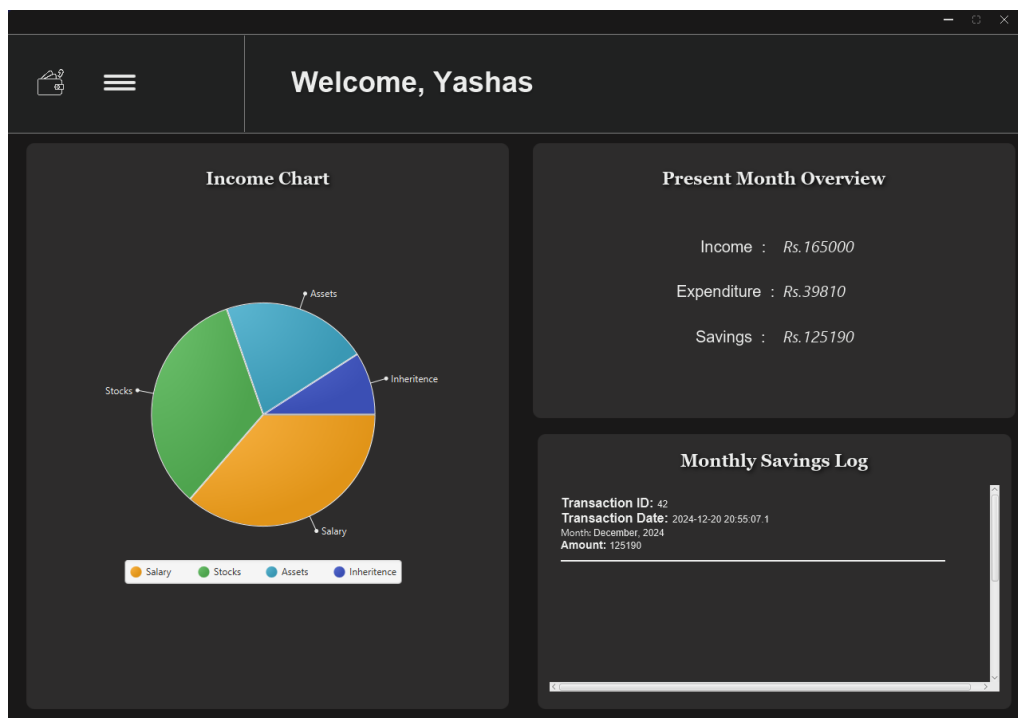 Welcome, Yashas
Income Chart
Assets
Inheritence
Stocks
Salary
Salary Stocks Assets Inheritence
Present Month Overview
Income : Rs.165000
Expenditure : Rs.39810
Savings : Rs.125190
Monthly Savings Log
Transaction ID: 42
Transaction Date: 2024-12-20 20:55:07.1
Month: December, 2024
Amount: 125190